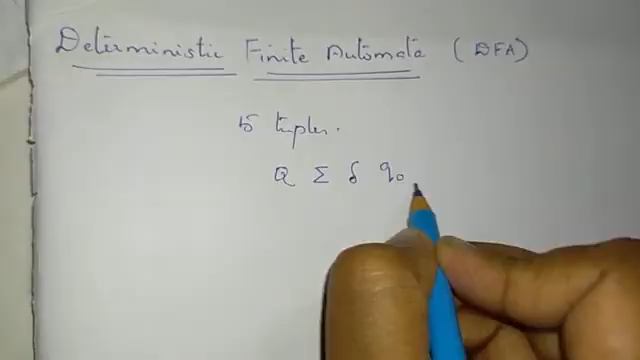 Deterministic Finite Automata (DFA)
5 tuples.
Q Σ δ q₀